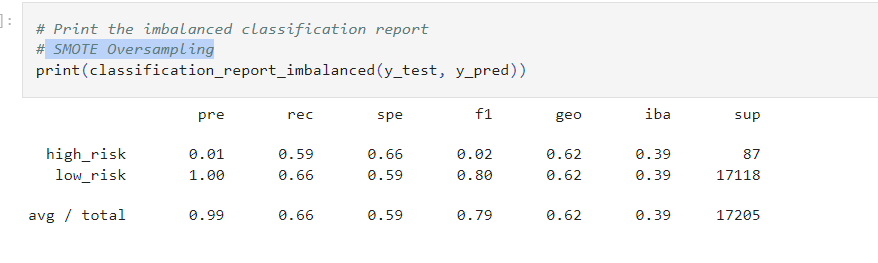 ]:
# Print the imbalanced classification report
# SMOTE Oversampling
print(classification_report_imbalanced(y_test, y_pred))
pre rec spe f1 geo iba sup
high_risk 0.01 0.59 0.66 0.02 0.62 0.39 87
low_risk 1.00 0.66 0.59 0.80 0.62 0.39 17118
avg / total 0.99 0.66 0.59 0.79 0.62 0.39 17205